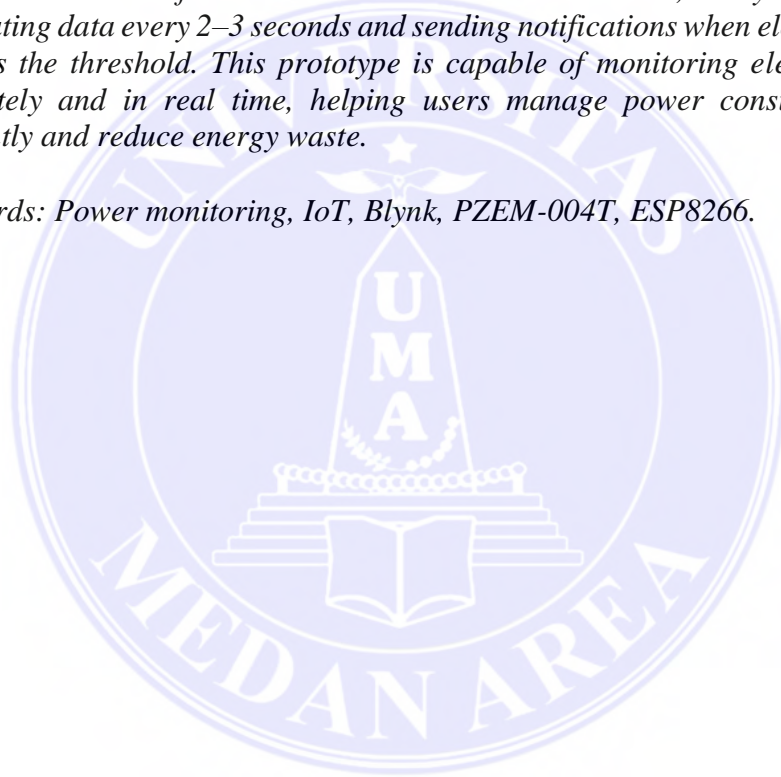 ting data every 2–3 seconds and sending notifications when el
s the threshold. This prototype is capable of monitoring ele
tely and in real time, helping users manage power cons
tly and reduce energy waste.
rds: Power monitoring, IoT, Blynk, PZEM-004T, ESP8266.
UNIVERSITAS
U
M
A
MEDAN AREA